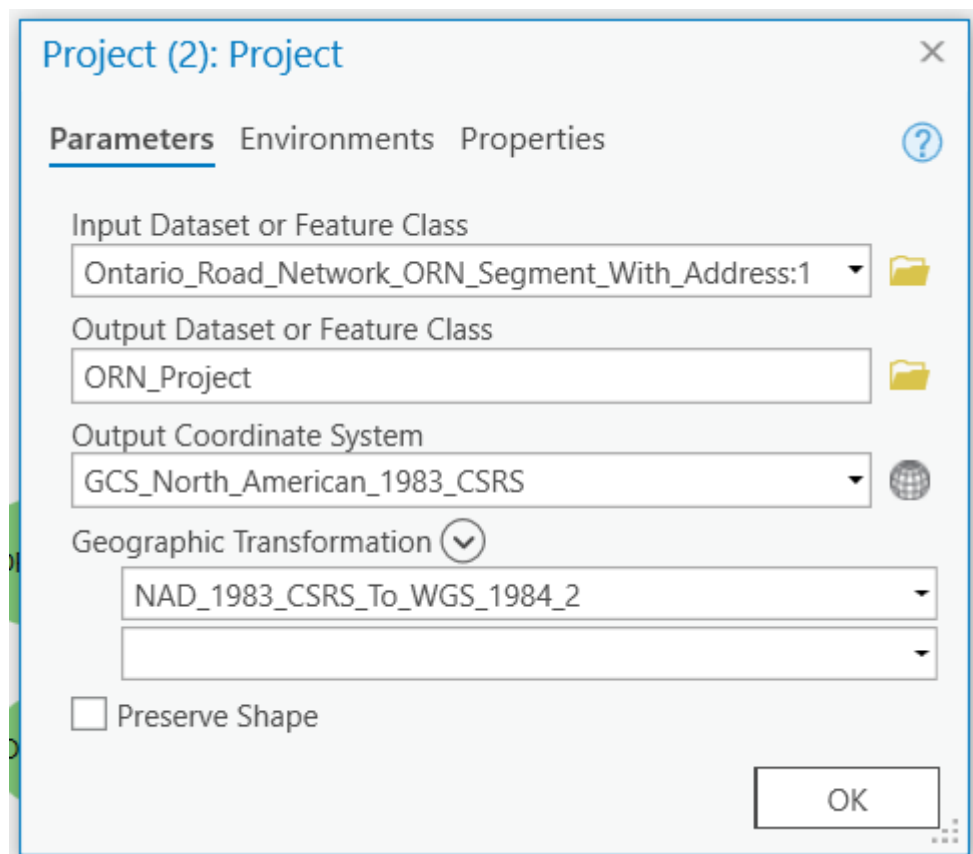 Project (2): Project
Parameters Environments Properties
Input Dataset or Feature Class
Ontario_Road_Network_ORN_Segment_With_Address:1
Output Dataset or Feature Class
ORN_Project
Output Coordinate System
GCS_North_American_1983_CSRS
Geographic Transformation
NAD_1983_CSRS_To_WGS_1984_2
Preserve Shape
OK